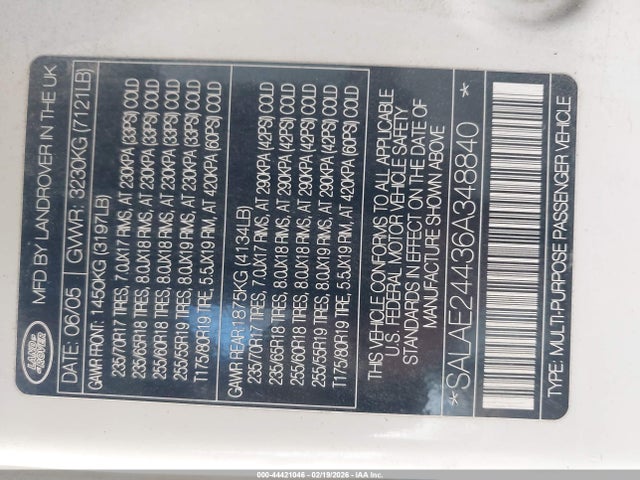 LAND
ROVER
MFD BY LANDROVER IN THE UK
DATE: 06/05 GVWR: 3230KG (7121LB)
GAWR FRONT: 1450KG (3197LB)
235/70R17 TIRES, 7.0JX17 RIMS, AT 230KPA (33PSI) COLD
235/65R18 TIRES, 8.0JX18 RIMS, AT 230KPA (33PSI) COLD
255/60R18 TIRES, 8.0JX18 RIMS, AT 230KPA (33PSI) COLD
255/55R19 TIRES, 8.0JX19 RIMS, AT 230KPA (33PSI) COLD
T175/80R19 TIRE, 5.5JX19 RIM, AT 420KPA (60PSI) COLD
GAWR REAR1875KG (4134LB)
235/70R17 TIRES, 7.0JX17 RIMS, AT 290KPA (42PSI) COLD
235/65R18 TIRES, 8.0JX18 RIMS, AT 290KPA (42PSI) COLD
255/60R18 TIRES, 8.0JX18 RIMS, AT 290KPA (42PSI) COLD
255/55R19 TIRES, 8.0JX19 RIMS, AT 290KPA (42PSI) COLD
T175/80R19 TIRE, 5.5JX19 RIM, AT 420KPA (60PSI) COLD
THIS VEHICLE CONFORMS TO ALL APPLICABLE
U.S. FEDERAL MOTOR VEHICLE SAFETY
STANDARDS IN EFFECT ON THE DATE OF
MANUFACTURE SHOWN ABOVE
*SALAE24436A348840 *
TYPE: MULTI-PURPOSE PASSENGER VEHICLE
000-44421046 - 02/19/2026 - IAA Inc.